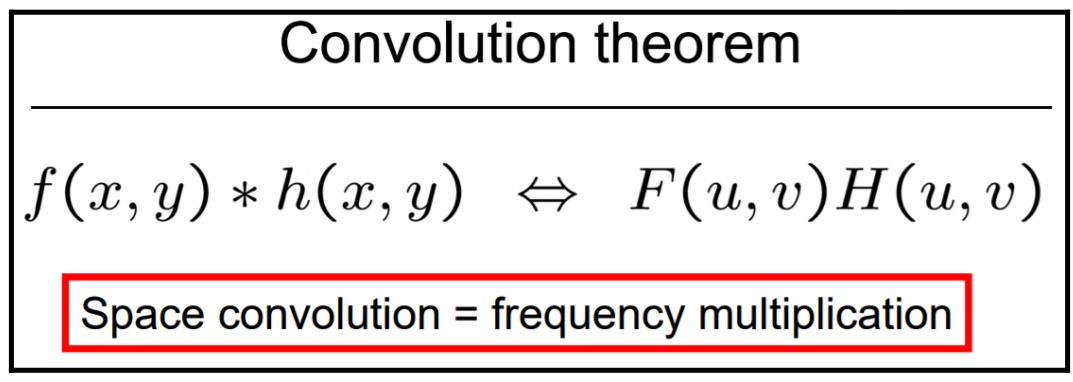 Convolution theorem
f(x, y) ∗ h(x, y) ⇔ F(u, v)H(u, v)
Space convolution = frequency multiplication